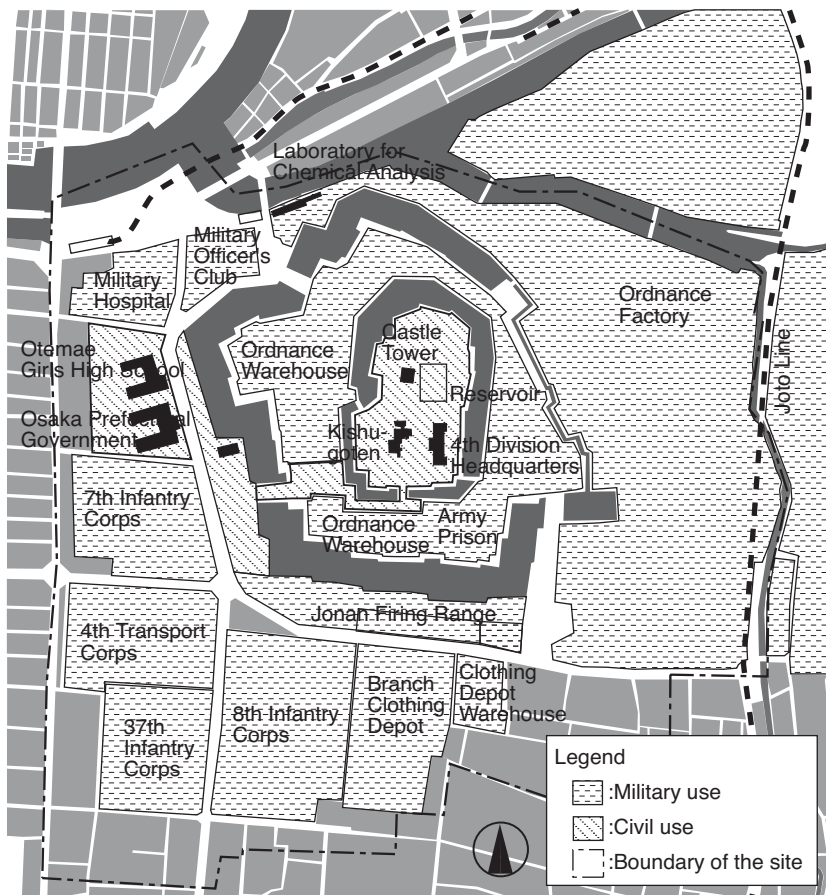 Laboratory for
Chemical Analysis
Military
Officer's
Club
Military
Hospital
Ordnance
Factory
Otemae
Girls High School
Ordnance
Warehouse
Castle
Tower
Joto Line
Reservoir
Osaka Prefectural
Government
Kishu-
goten
4th Division
Headquarters
7th Infantry
Corps
Ordnance
Warehouse
Army
Prison
Jonan Firing Range
4th Transport
Corps
37th
Infantry
Corps
8th Infantry
Corps
Branch
Clothing
Depot
Clothing
Depot
Warehouse
Legend
:Military use
:Civil use
:Boundary of the site